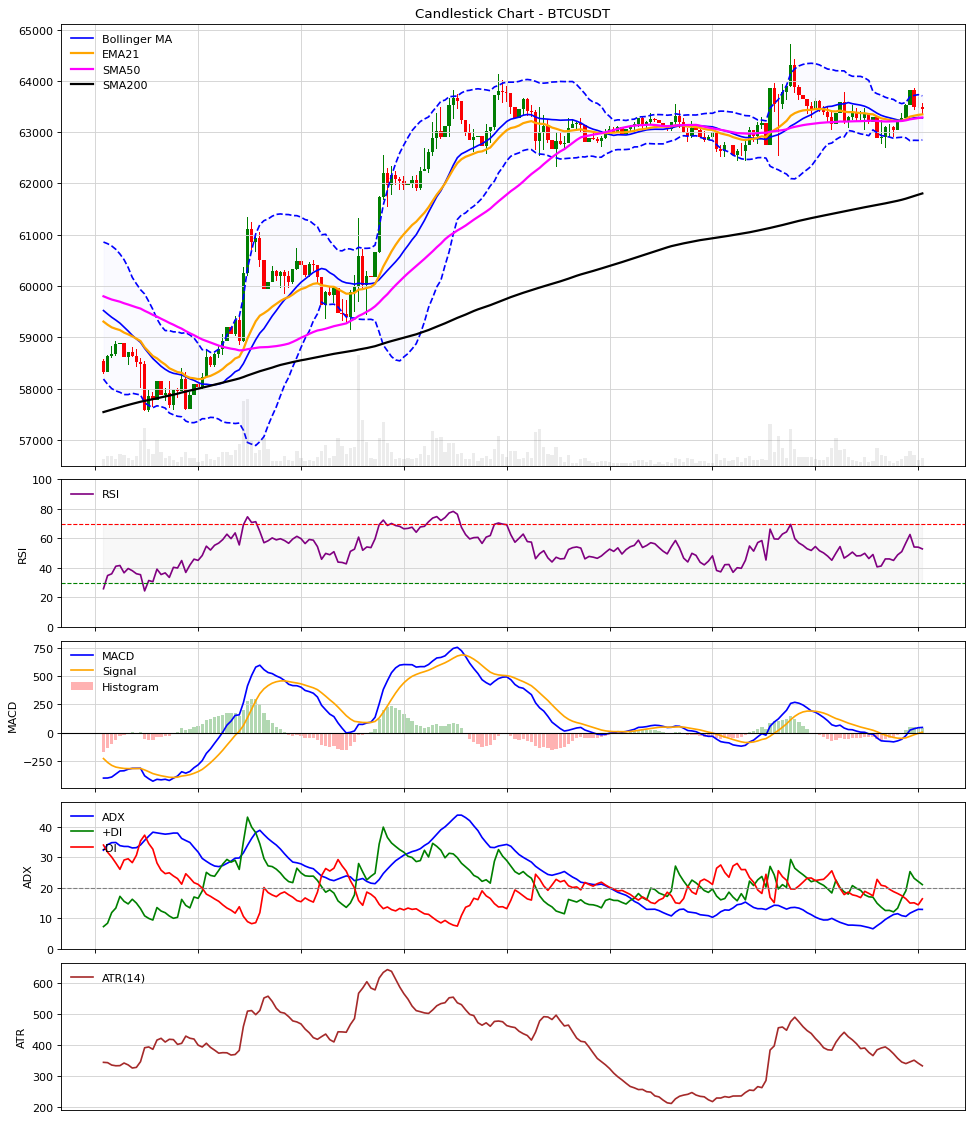 Candlestick Chart - BTCUSDT
65000
64000
63000
62000
61000
60000
59000
58000
57000
Bollinger MA
EMA21
SMA50
SMA200
100
80
60
40
20
0
RSI
RSI
750
500
250
0
−250
MACD
MACD
Signal
Histogram
40
30
20
10
0
ADX
ADX
+DI
-DI
600
500
400
300
200
ATR
ATR(14)